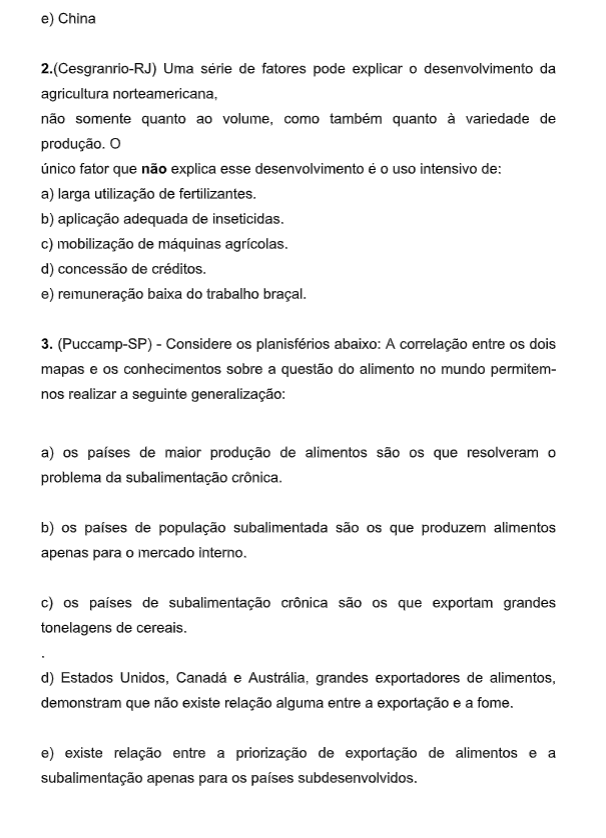 e) China
2.(Cesgranrio-RJ) Uma série de fatores pode explicar o desenvolvimento da
agricultura norteamericana,
não somente quanto ao volume, como também quanto à variedade de
produção. O
único fator que não explica esse desenvolvimento é o uso intensivo de:
a) larga utilização de fertilizantes.
b) aplicação adequada de inseticidas.
c) mobilização de máquinas agrícolas.
d) concessão de créditos.
e) remuneração baixa do trabalho braçal.
3. (Puccamp-SP) - Considere os planisférios abaixo: A correlação entre os dois
mapas e os conhecimentos sobre a questão do alimento no mundo permitem-
nos realizar a seguinte generalização:
a) os países de maior produção de alimentos são os que resolveram o
problema da subalimentação crônica.
b) os países de população subalimentada são os que produzem alimentos
apenas para o mercado interno.
c) os países de subalimentação crônica são os que exportam grandes
tonelagens de cereais.
.
d) Estados Unidos, Canadá e Austrália, grandes exportadores de alimentos,
demonstram que não existe relação alguma entre a exportação e a fome.
e) existe relação entre a priorização de exportação de alimentos e a
subalimentação apenas para os países subdesenvolvidos.